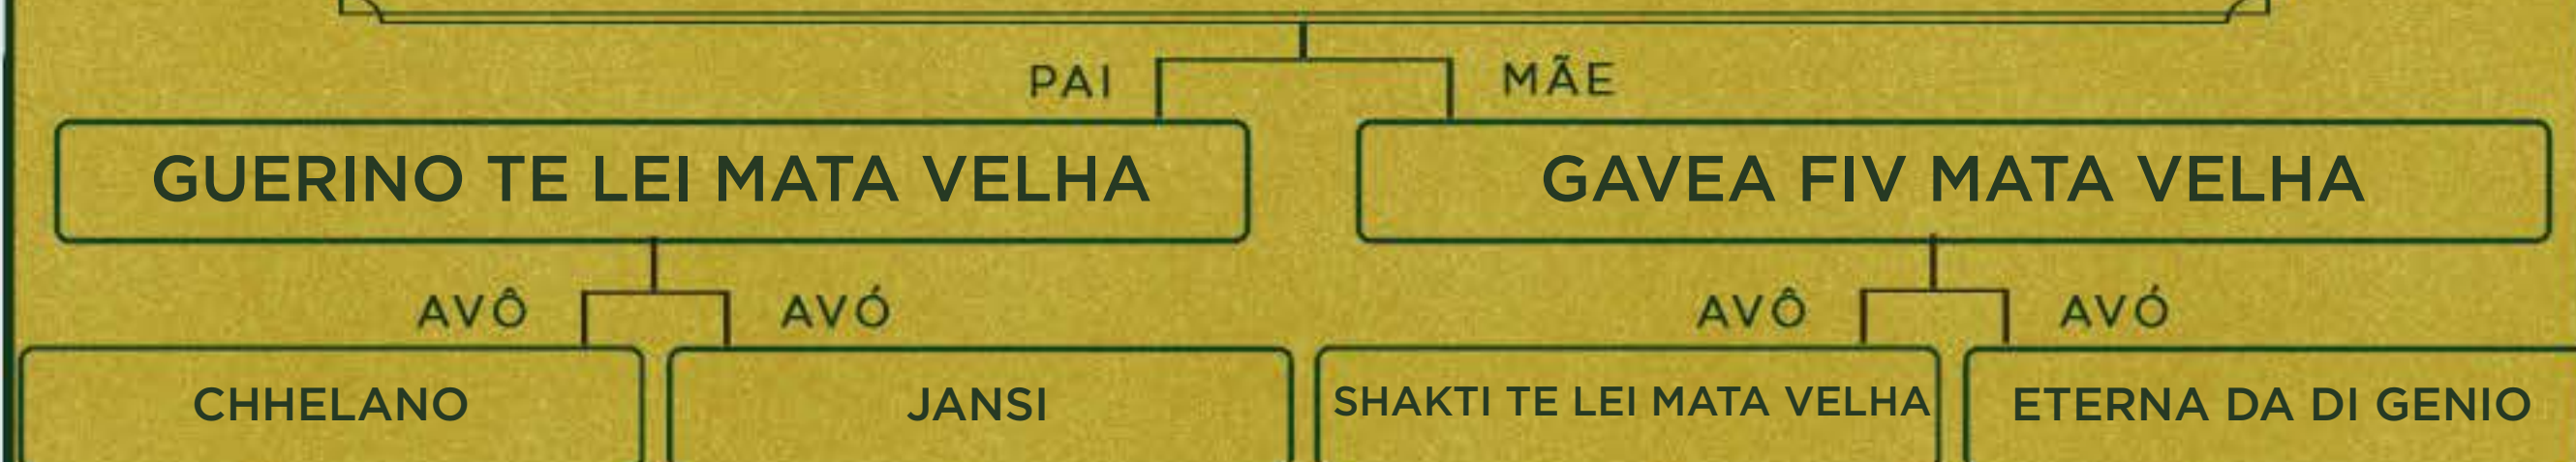 PAI MÃE
GUERINO TE LEI MATA VELHA GAVEA FIV MATA VELHA
AVÔ AVÓ AVÔ AVÓ
CHHELANO JANSI SHAKTI TE LEI MATA VELHA ETERNA DA DI GENIO